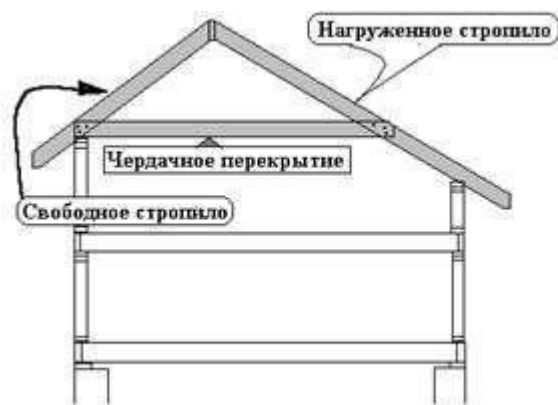 Нагруженное стропило
Чердачное перекрытие
Свободное стропило